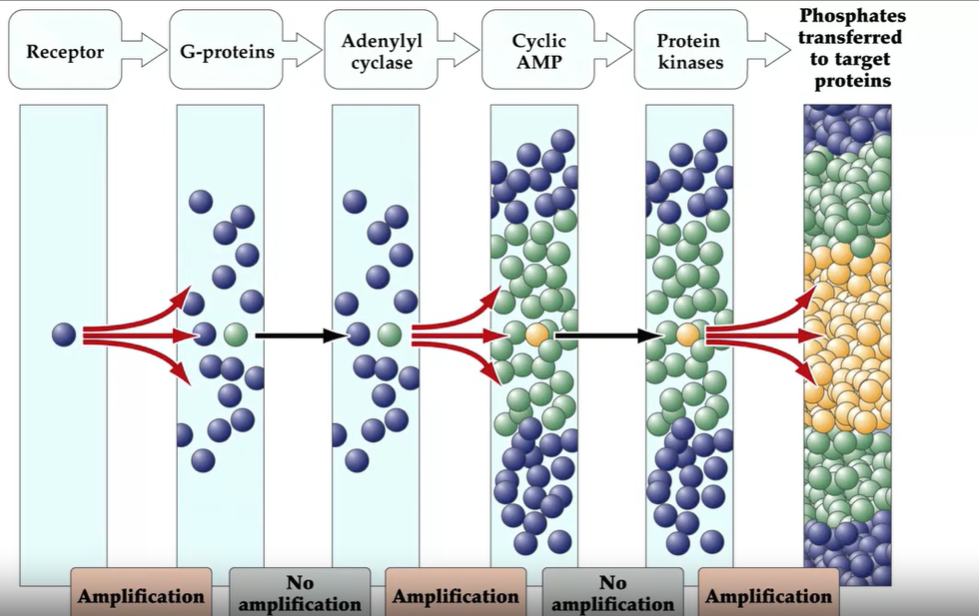 Receptor
G-proteins
Adenylyl
cyclase
Cyclic
AMP
Protein
kinases
Phosphates
transferred
to target
proteins
Amplification
No
amplification
Amplification
No
amplification
Amplification